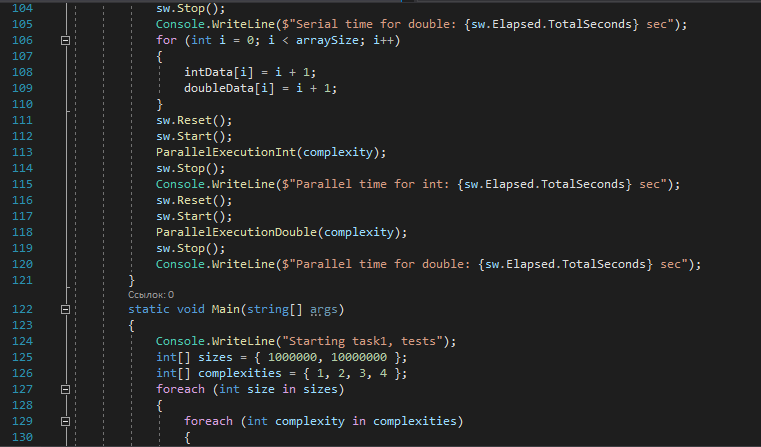 104 sw.Stop();
105 Console.WriteLine($"Serial time for double: {sw.Elapsed.TotalSeconds} sec");
106 for (int i = 0; i < arraySize; i++)
107 {
108 intData[i] = i + 1;
109 doubleData[i] = i + 1;
110 }
111 sw.Reset();
112 sw.Start();
113 ParallelExecutionInt(complexity);
114 sw.Stop();
115 Console.WriteLine($"Parallel time for int: {sw.Elapsed.TotalSeconds} sec");
116 sw.Reset();
117 sw.Start();
118 ParallelExecutionDouble(complexity);
119 sw.Stop();
120 Console.WriteLine($"Parallel time for double: {sw.Elapsed.TotalSeconds} sec");
121 }
Ссылок: 0
122 static void Main(string[] args)
123 {
124 Console.WriteLine("Starting task1, tests");
125 int[] sizes = { 1000000, 10000000 };
126 int[] complexities = { 1, 2, 3, 4 };
127 foreach (int size in sizes)
128 {
129 foreach (int complexity in complexities)
130 {